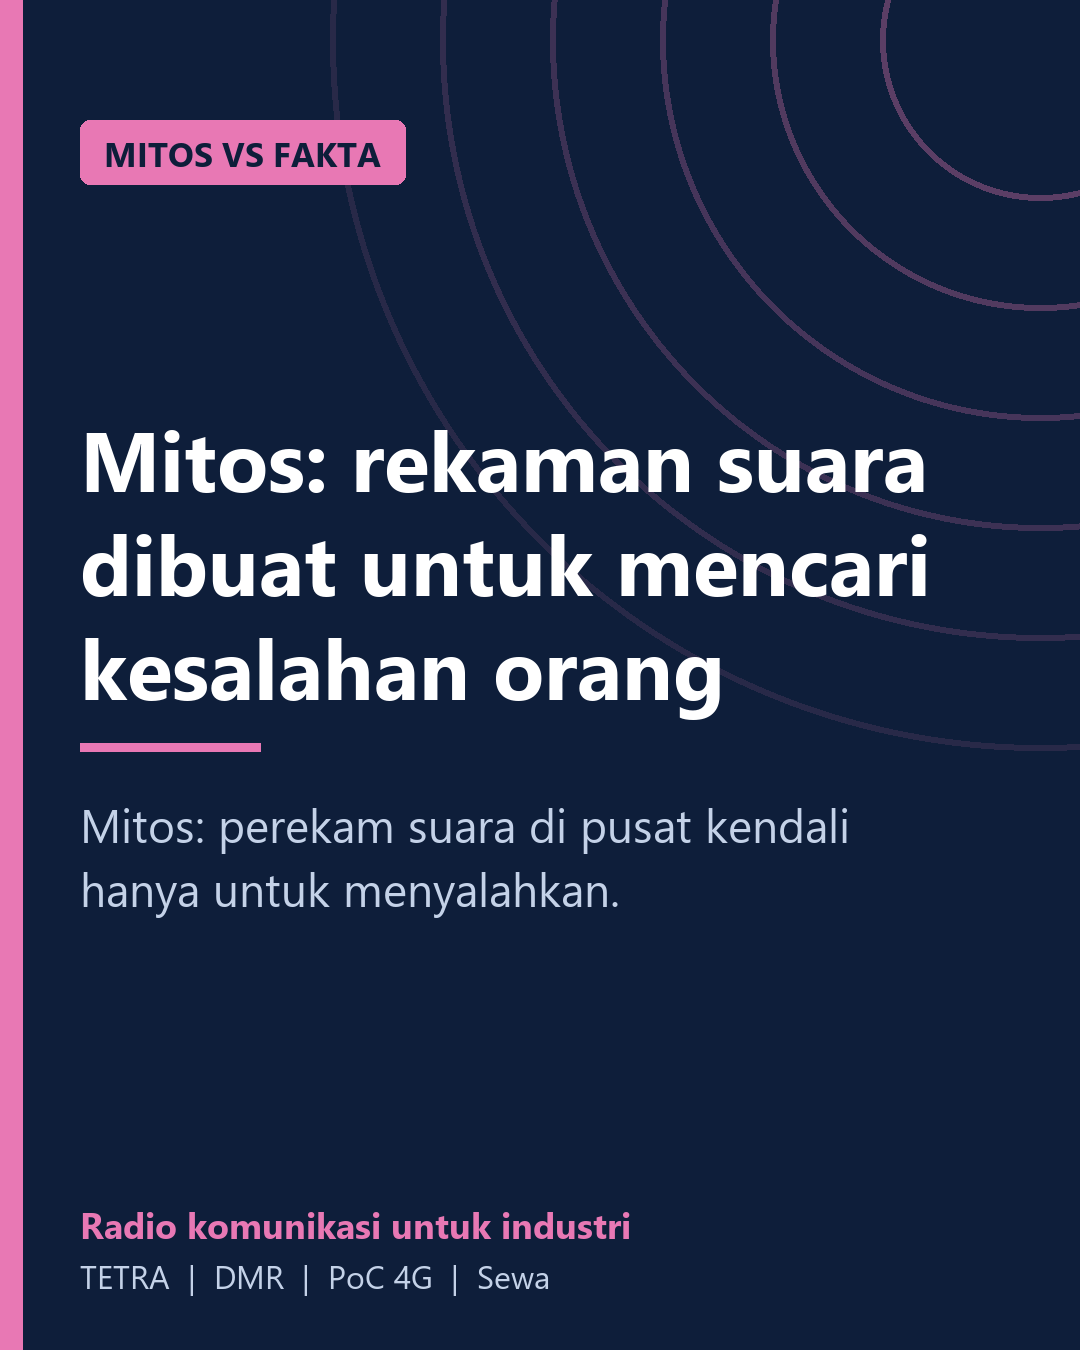 MITOS VS FAKTA
Mitos: rekaman suara
dibuat untuk mencari
kesalahan orang
Mitos: perekam suara di pusat kendali
hanya untuk menyalahkan.
Radio komunikasi untuk industri
TETRA | DMR | PoC 4G | Sewa